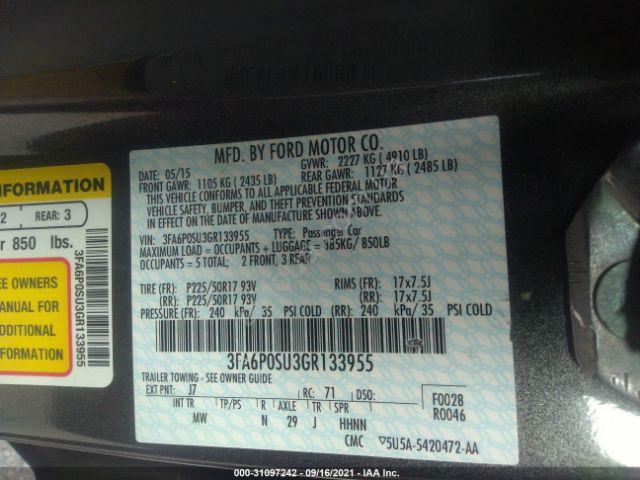 INFORMATION
2 REAR: 3
r 850 lbs.
EE OWNERS
MANUAL FOR
ADDITIONAL
FORMATION
3FA6P0SU3GR133955
MFD. BY FORD MOTOR CO.
DATE: 05/15 GVWR: 2227 KG ( 4910 LB)
FRONT GAWR: 1105 KG ( 2435 LB) REAR GAWR: 1127 KG ( 2485 LB)
THIS VEHICLE CONFORMS TO ALL APPLICABLE FEDERAL MOTOR
VEHICLE SAFETY, BUMPER, AND THEFT PREVENTION STANDARDS
IN EFFECT ON THE DATE OF MANUFACTURE SHOWN ABOVE.
VIN: 3FA6P0SU3GR133955 TYPE: Passenger Car
MAXIMUM LOAD = OCCUPANTS + LUGGAGE = 385KG/ 850LB
OCCUPANTS = 5 TOTAL; 2 FRONT, 3 REAR
TIRE (FR): P225/50R17 93V RIMS (FR): 17x7.5J
(RR): P225/50R17 93V (RR): 17x7.5J
PRESSURE (FR): 240 kPa/ 35 PSI COLD (RR): 240 kPa/ 35 PSI COLD
3FA6P0SU3GR133955
TRAILER TOWING - SEE OWNER GUIDE
EXT PNT: J7 RC: 71 DSO:
F0028
R0046
INT TR TP/PS R AXLE TR SPR
MW N 29 J HHNN
CMC ▽5U5A-5420472-AA
000-31097242 - 09/16/2021 - IAA Inc.